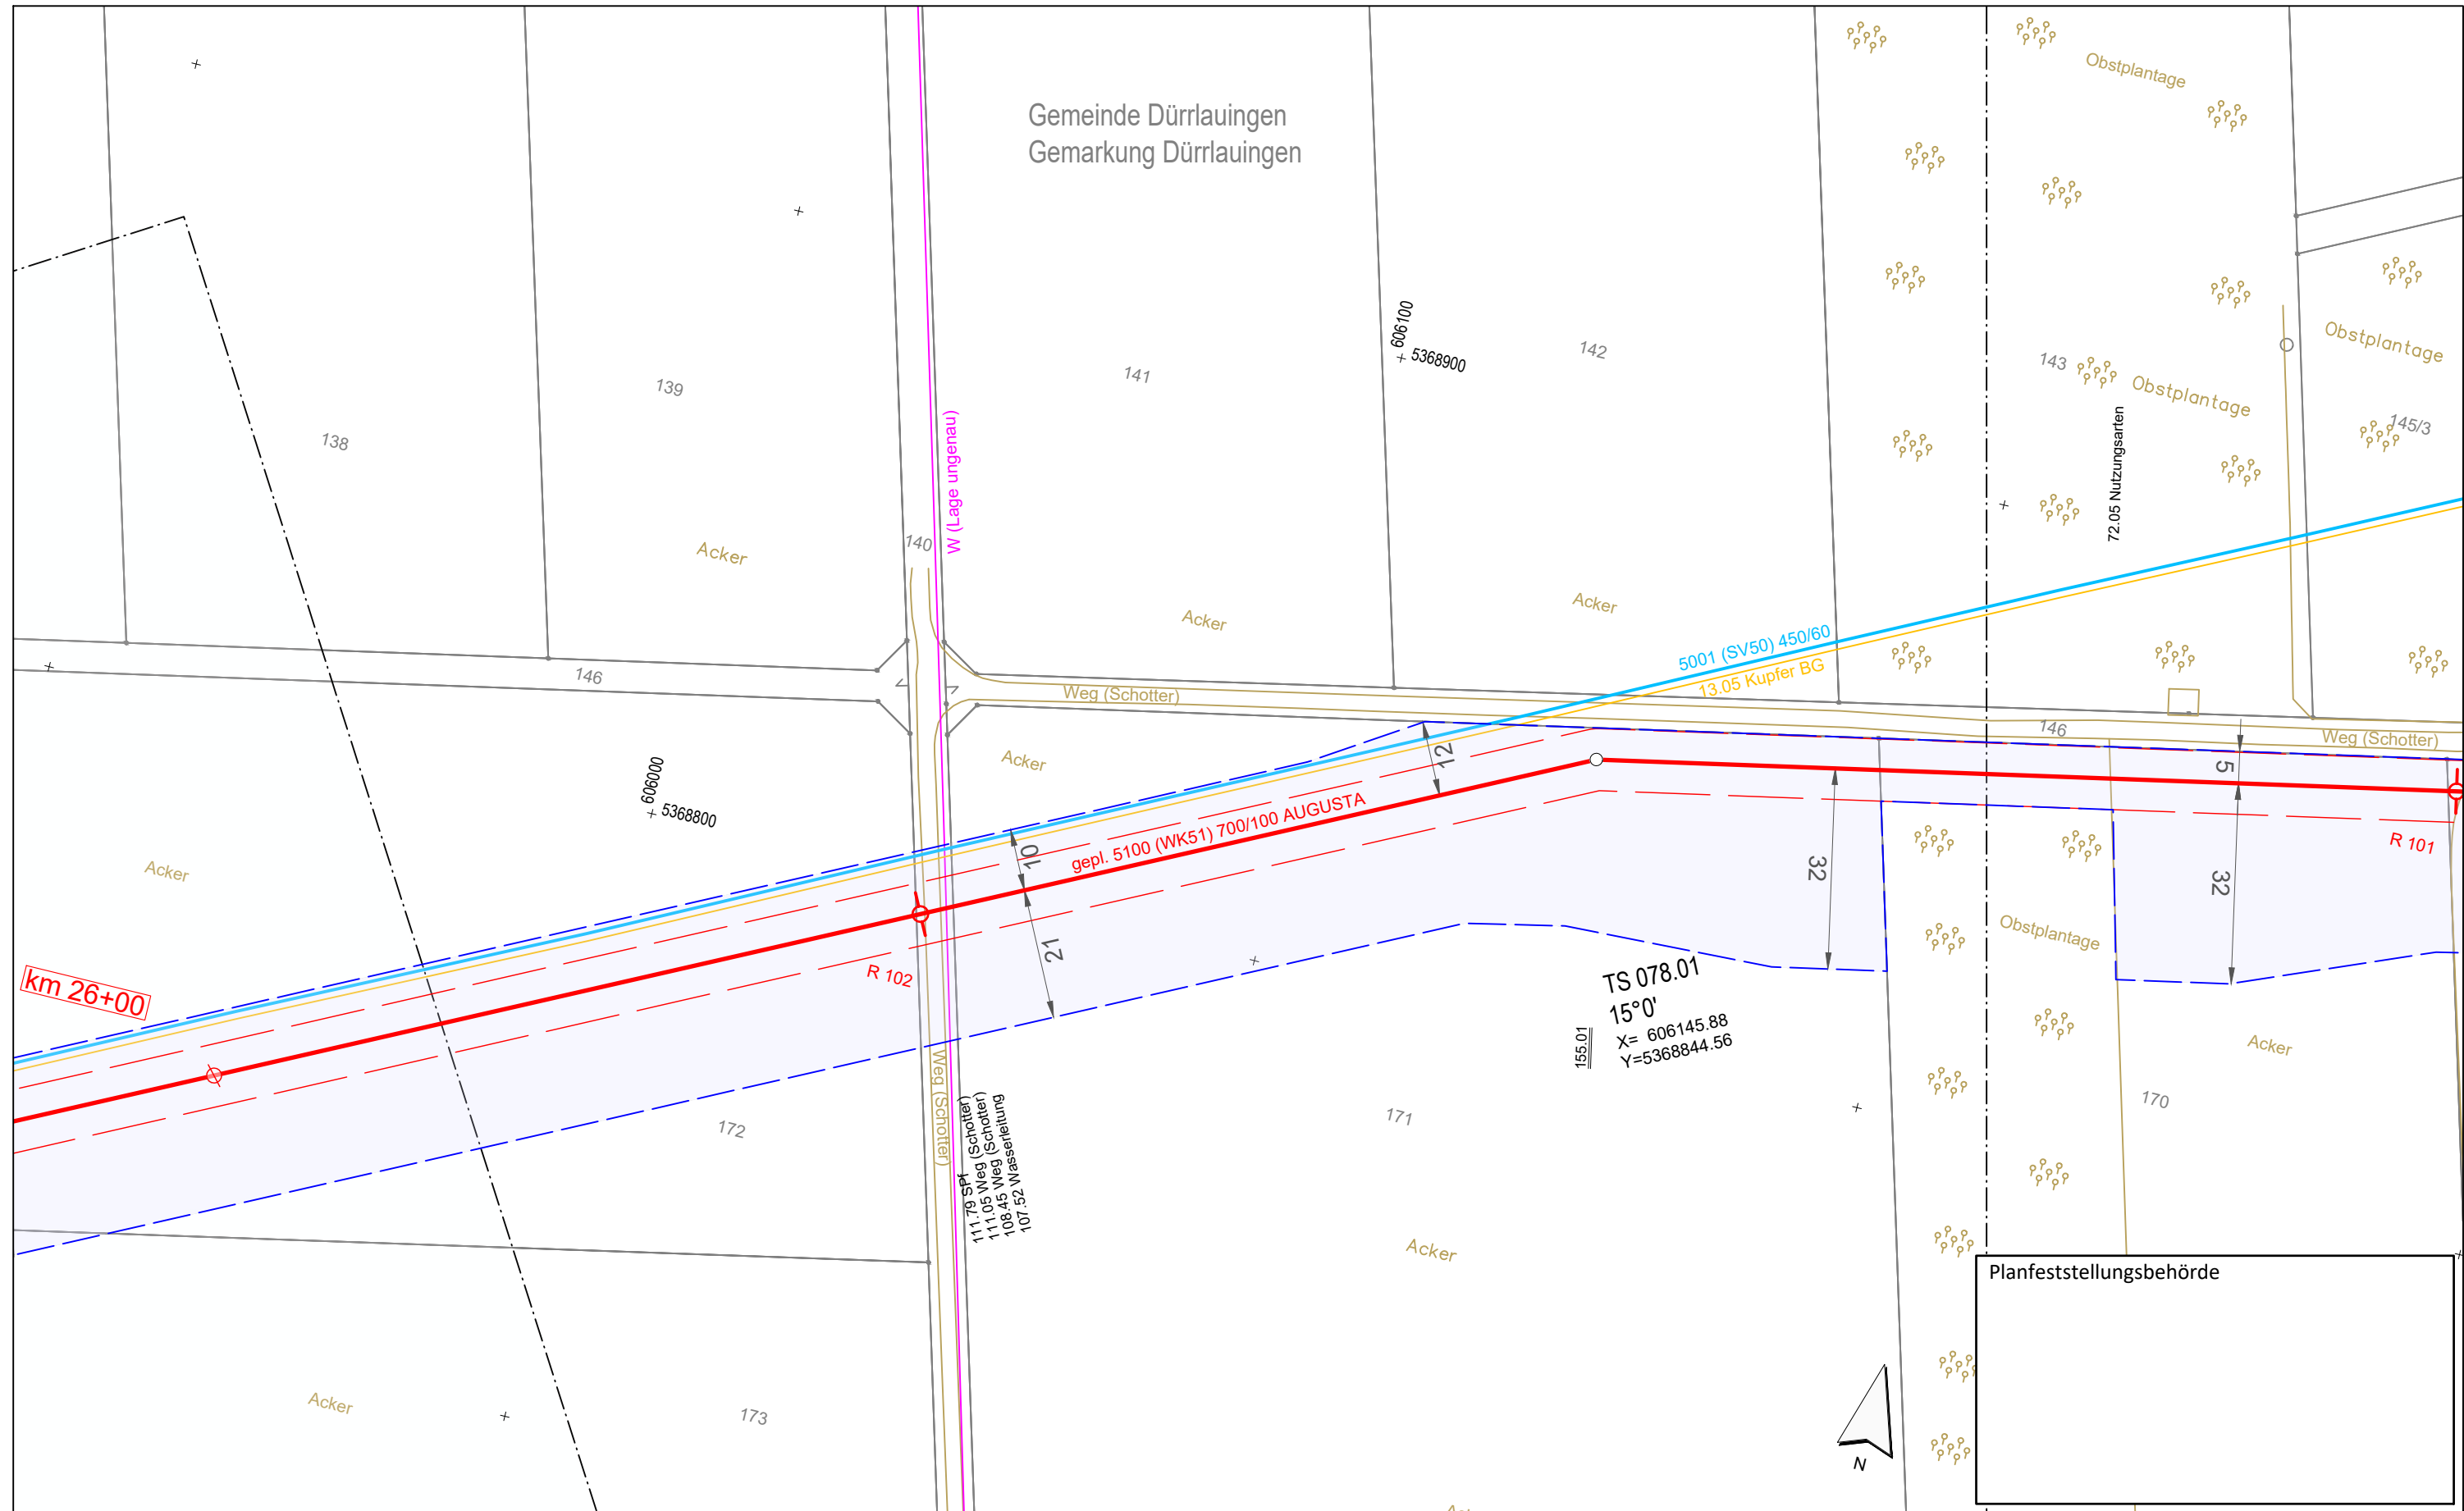 Obstplantage
Gemeinde Dürrlauingen
Gemarkung Dürrlauingen
606100
5368900
142
141
139
138
143
Obstplantage
Obstplantage
145/3
72.05 Nutzungsarten
W (Lage ungenau)
140
Acker
Acker
Acker
5001 (SV50) 450/60
13.05 Kupfer BG
146
Weg (Schotter)
146
Weg (Schotter)
Acker
606000
5368800
12
5
10
gepl. 5100 (WK51) 700/100 AUGUSTA
32
32
R 101
Acker
21
R 102
km 26+00
Obstplantage
TS 078.01
15°0'
X= 606145.88
Y=5368844.56
155.01
Acker
Weg (Schotter)
111.79 SPf
111.05 Weg (Schotter)
108.45 Weg (Schotter)
107.52 Wasserleitung
172
171
170
Acker
Planfeststellungsbehörde
Acker
173
N